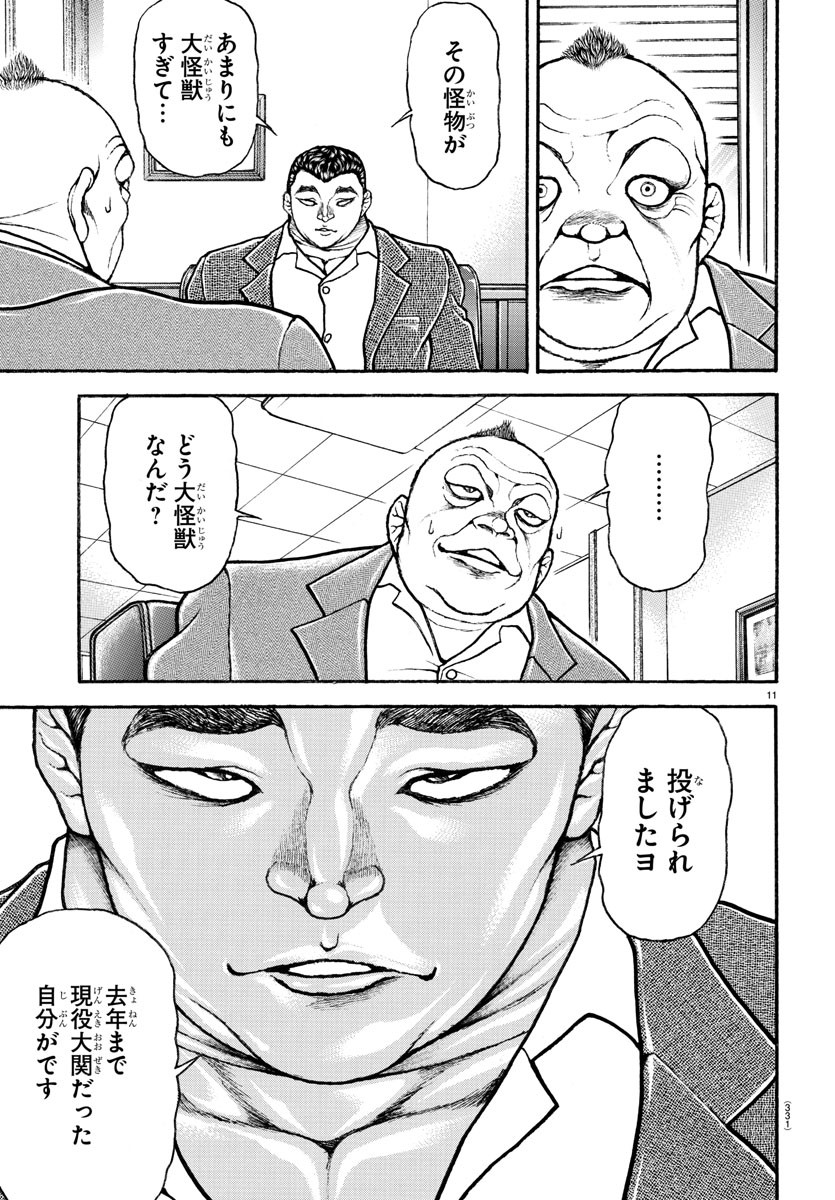 その怪物が
あまりにも
大怪獣
すぎて…
………
どう大怪獣
なんだ？
11
投げられ
ましたヨ
去年まで
現役大関だった
自分がです
(331)